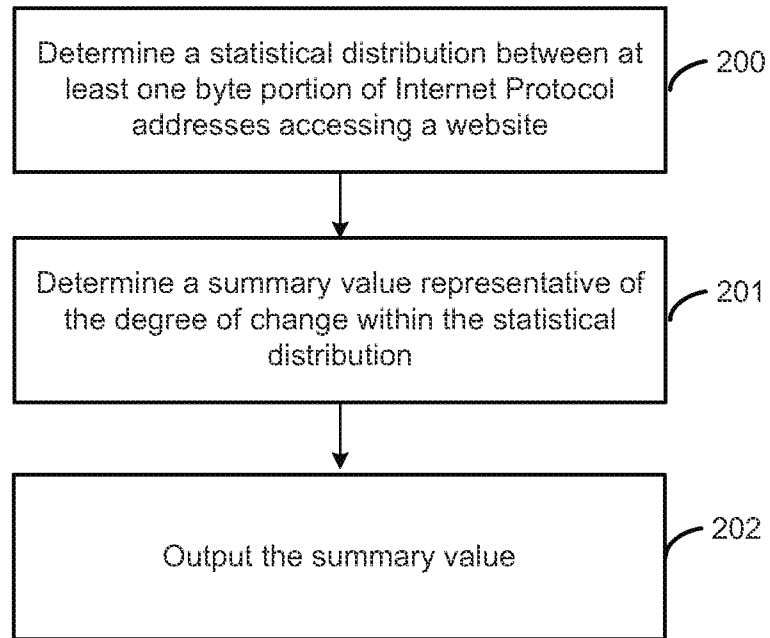 Determine a statistical distribution between at
least one byte portion of Internet Protocol
addresses accessing a website
200
Determine a summary value representative of
the degree of change within the statistical
distribution
201
Output the summary value
202